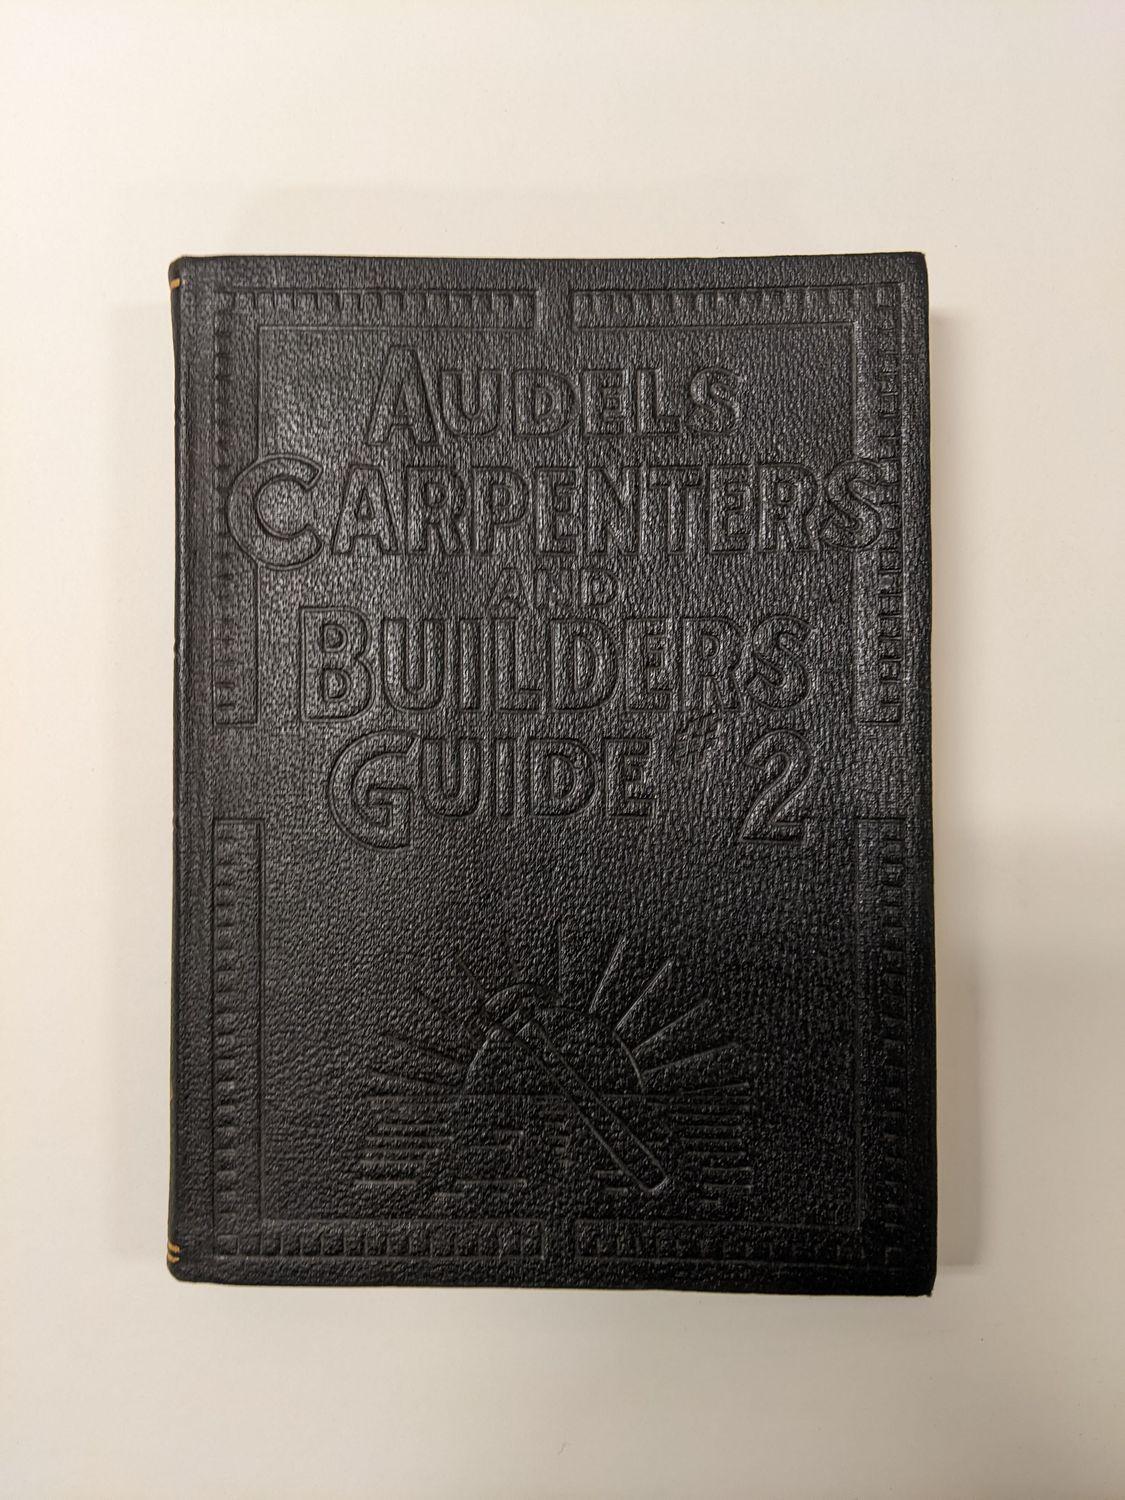 AUDELS
CARPENTERS
AND
BUILDERS
GUIDE #2